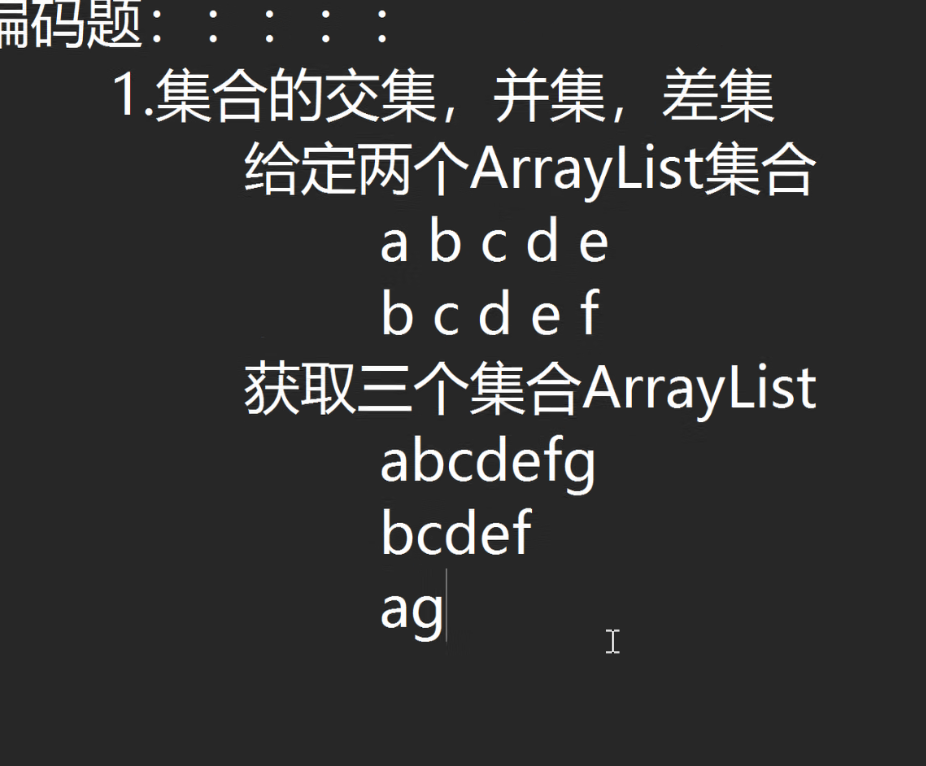 编码题：：：：：
1.集合的交集，并集，差集
给定两个ArrayList集合
a b c d e
b c d e f
获取三个集合ArrayList
abcdefg
bcdef
ag